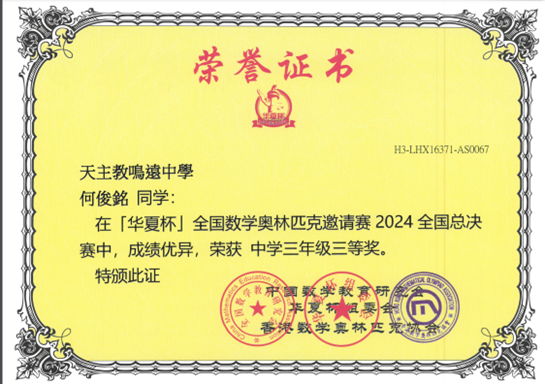 荣誉证书
华夏杯
H3-LHX16371-AS0067
天主教鳴遠中學
何俊銘 同学：
在「华夏杯」全国数学奥林匹克邀请赛 2024 全国总决
赛中，成绩优异，荣获 中学三年级三等奖。
特颁此证
中国数学教育研究会
华夏杯组委会
香港数学奥林匹克协会